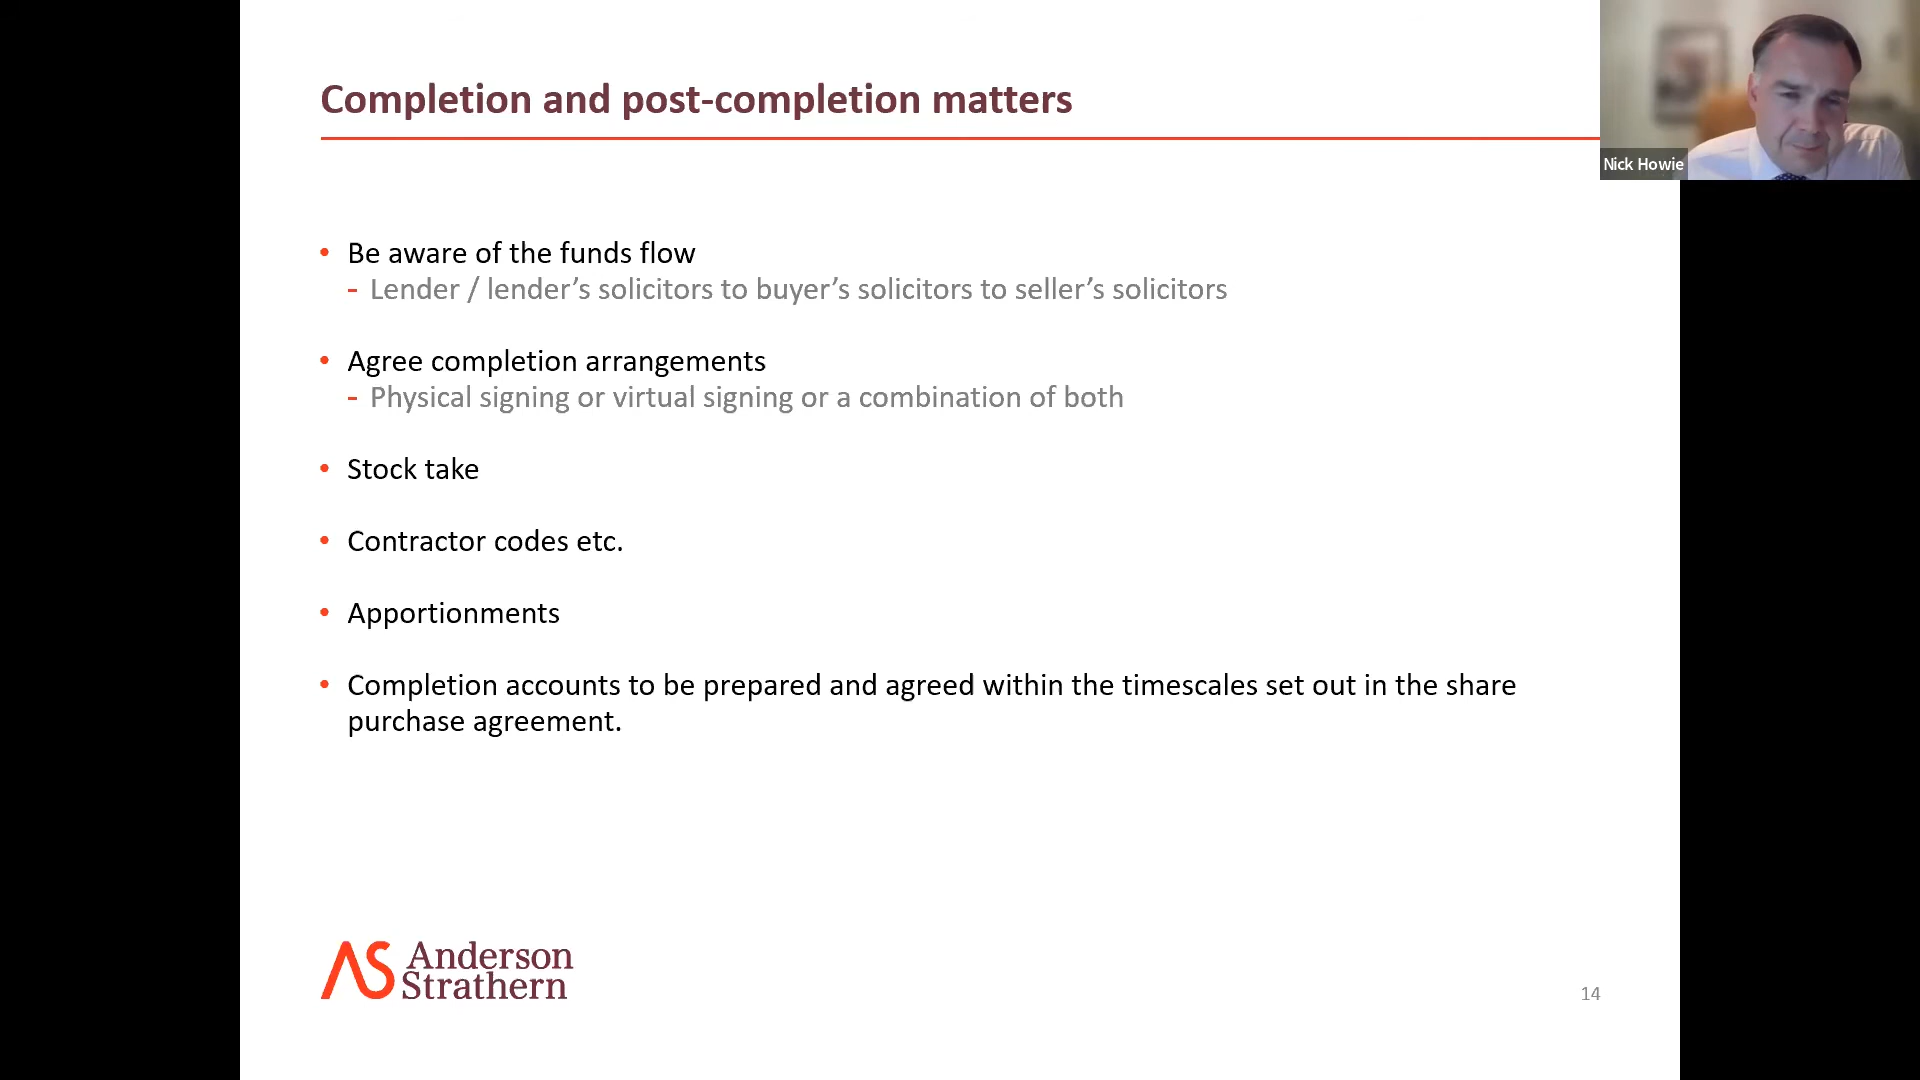 Completion and post-completion matters
Nick Howie
• Be aware of the funds flow
- Lender / lender’s solicitors to buyer’s solicitors to seller’s solicitors
• Agree completion arrangements
- Physical signing or virtual signing or a combination of both
• Stock take
• Contractor codes etc.
• Apportionments
• Completion accounts to be prepared and agreed within the timescales set out in the share
purchase agreement.
AS Anderson
Strathern
14